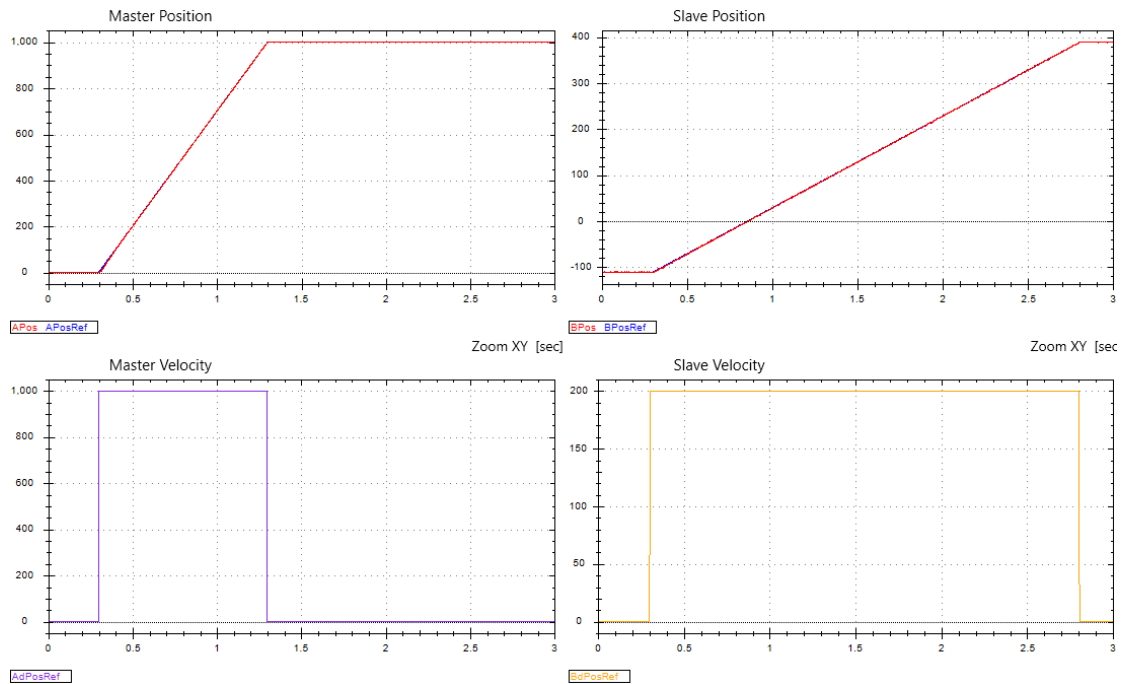 Master Position
1,000
800
600
400
200
0
0 0.5 1 1.5 2 2.5 3
APos APosRef
Slave Position
400
300
200
100
0
-100
0 0.5 1 1.5 2 2.5 3
BPos BPosRef
Zoom XY [sec]
Master Velocity
1,000
800
600
400
200
0
0 0.5 1 1.5 2 2.5 3
AdPosRef
Zoom XY [sec
Slave Velocity
200
150
100
50
0
0 0.5 1 1.5 2 2.5 3
BdPosRef